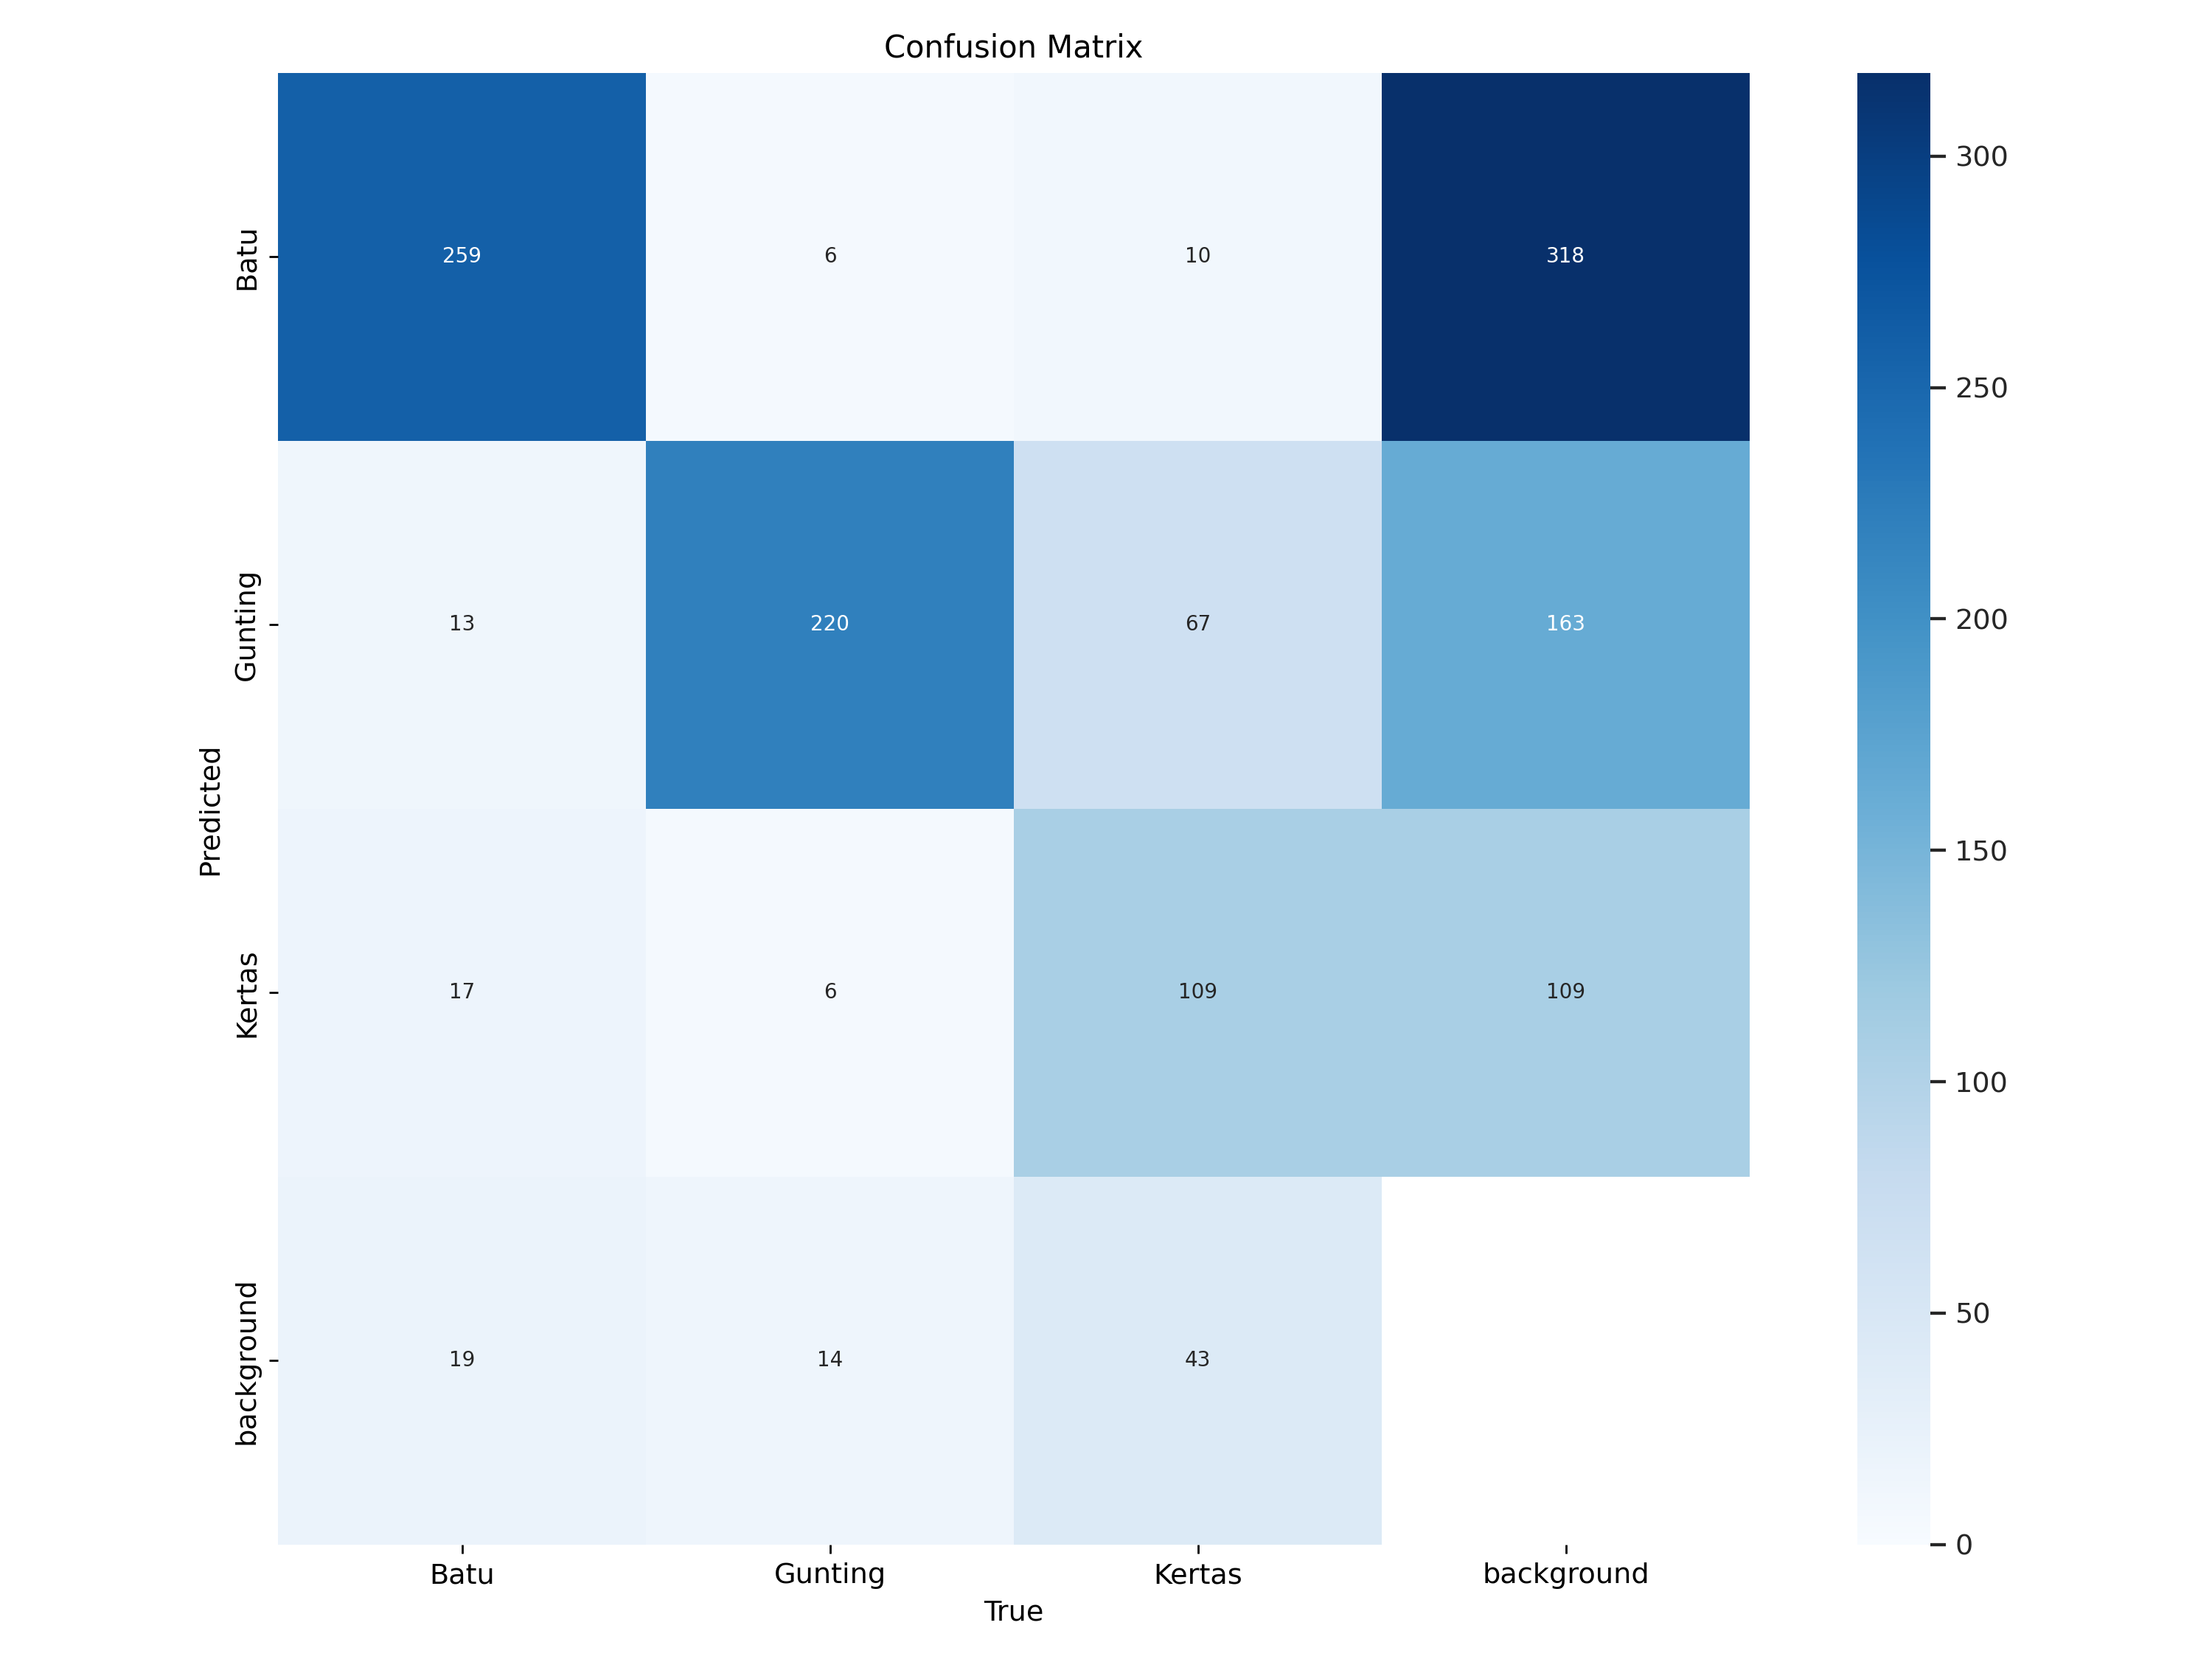 Confusion Matrix
Batu
259
6
10
318
300
250
Gunting
13
220
67
163
200
150
Predicted
Kertas
17
6
109
109
100
50
background
19
14
43
0
Batu
Gunting
Kertas
background
True